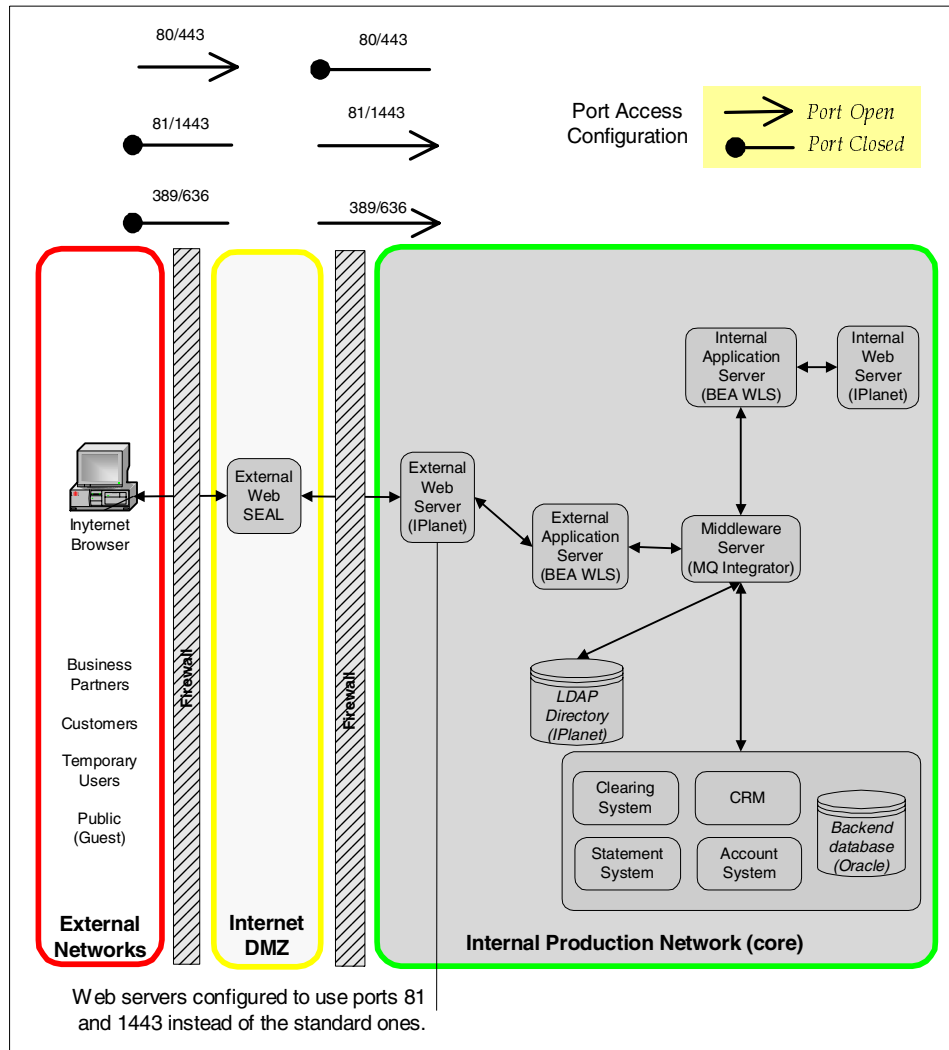 80/443
80/443
81/1443
81/1443
389/636
389/636
Port Access
Configuration
Port Open
Port Closed
Internal
Application
Server
(BEA WLS)
Internal
Web
Server
(IPlanet)
Inyternet
Browser
External
Web
SEAL
External
Web
Server
(IPlanet)
External
Application
Server
(BEA WLS)
Middleware
Server
(MQ Integrator)
Business
Partners
Customers
Temporary
Users
Public
(Guest)
Firewall
Firewall
LDAP
Directory
(IPlanet)
Clearing
System
CRM
Statement
System
Account
System
Backend
database
(Oracle)
External
Networks
Internet
DMZ
Internal Production Network (core)
Web servers configured to use ports 81
and 1443 instead of the standard ones.